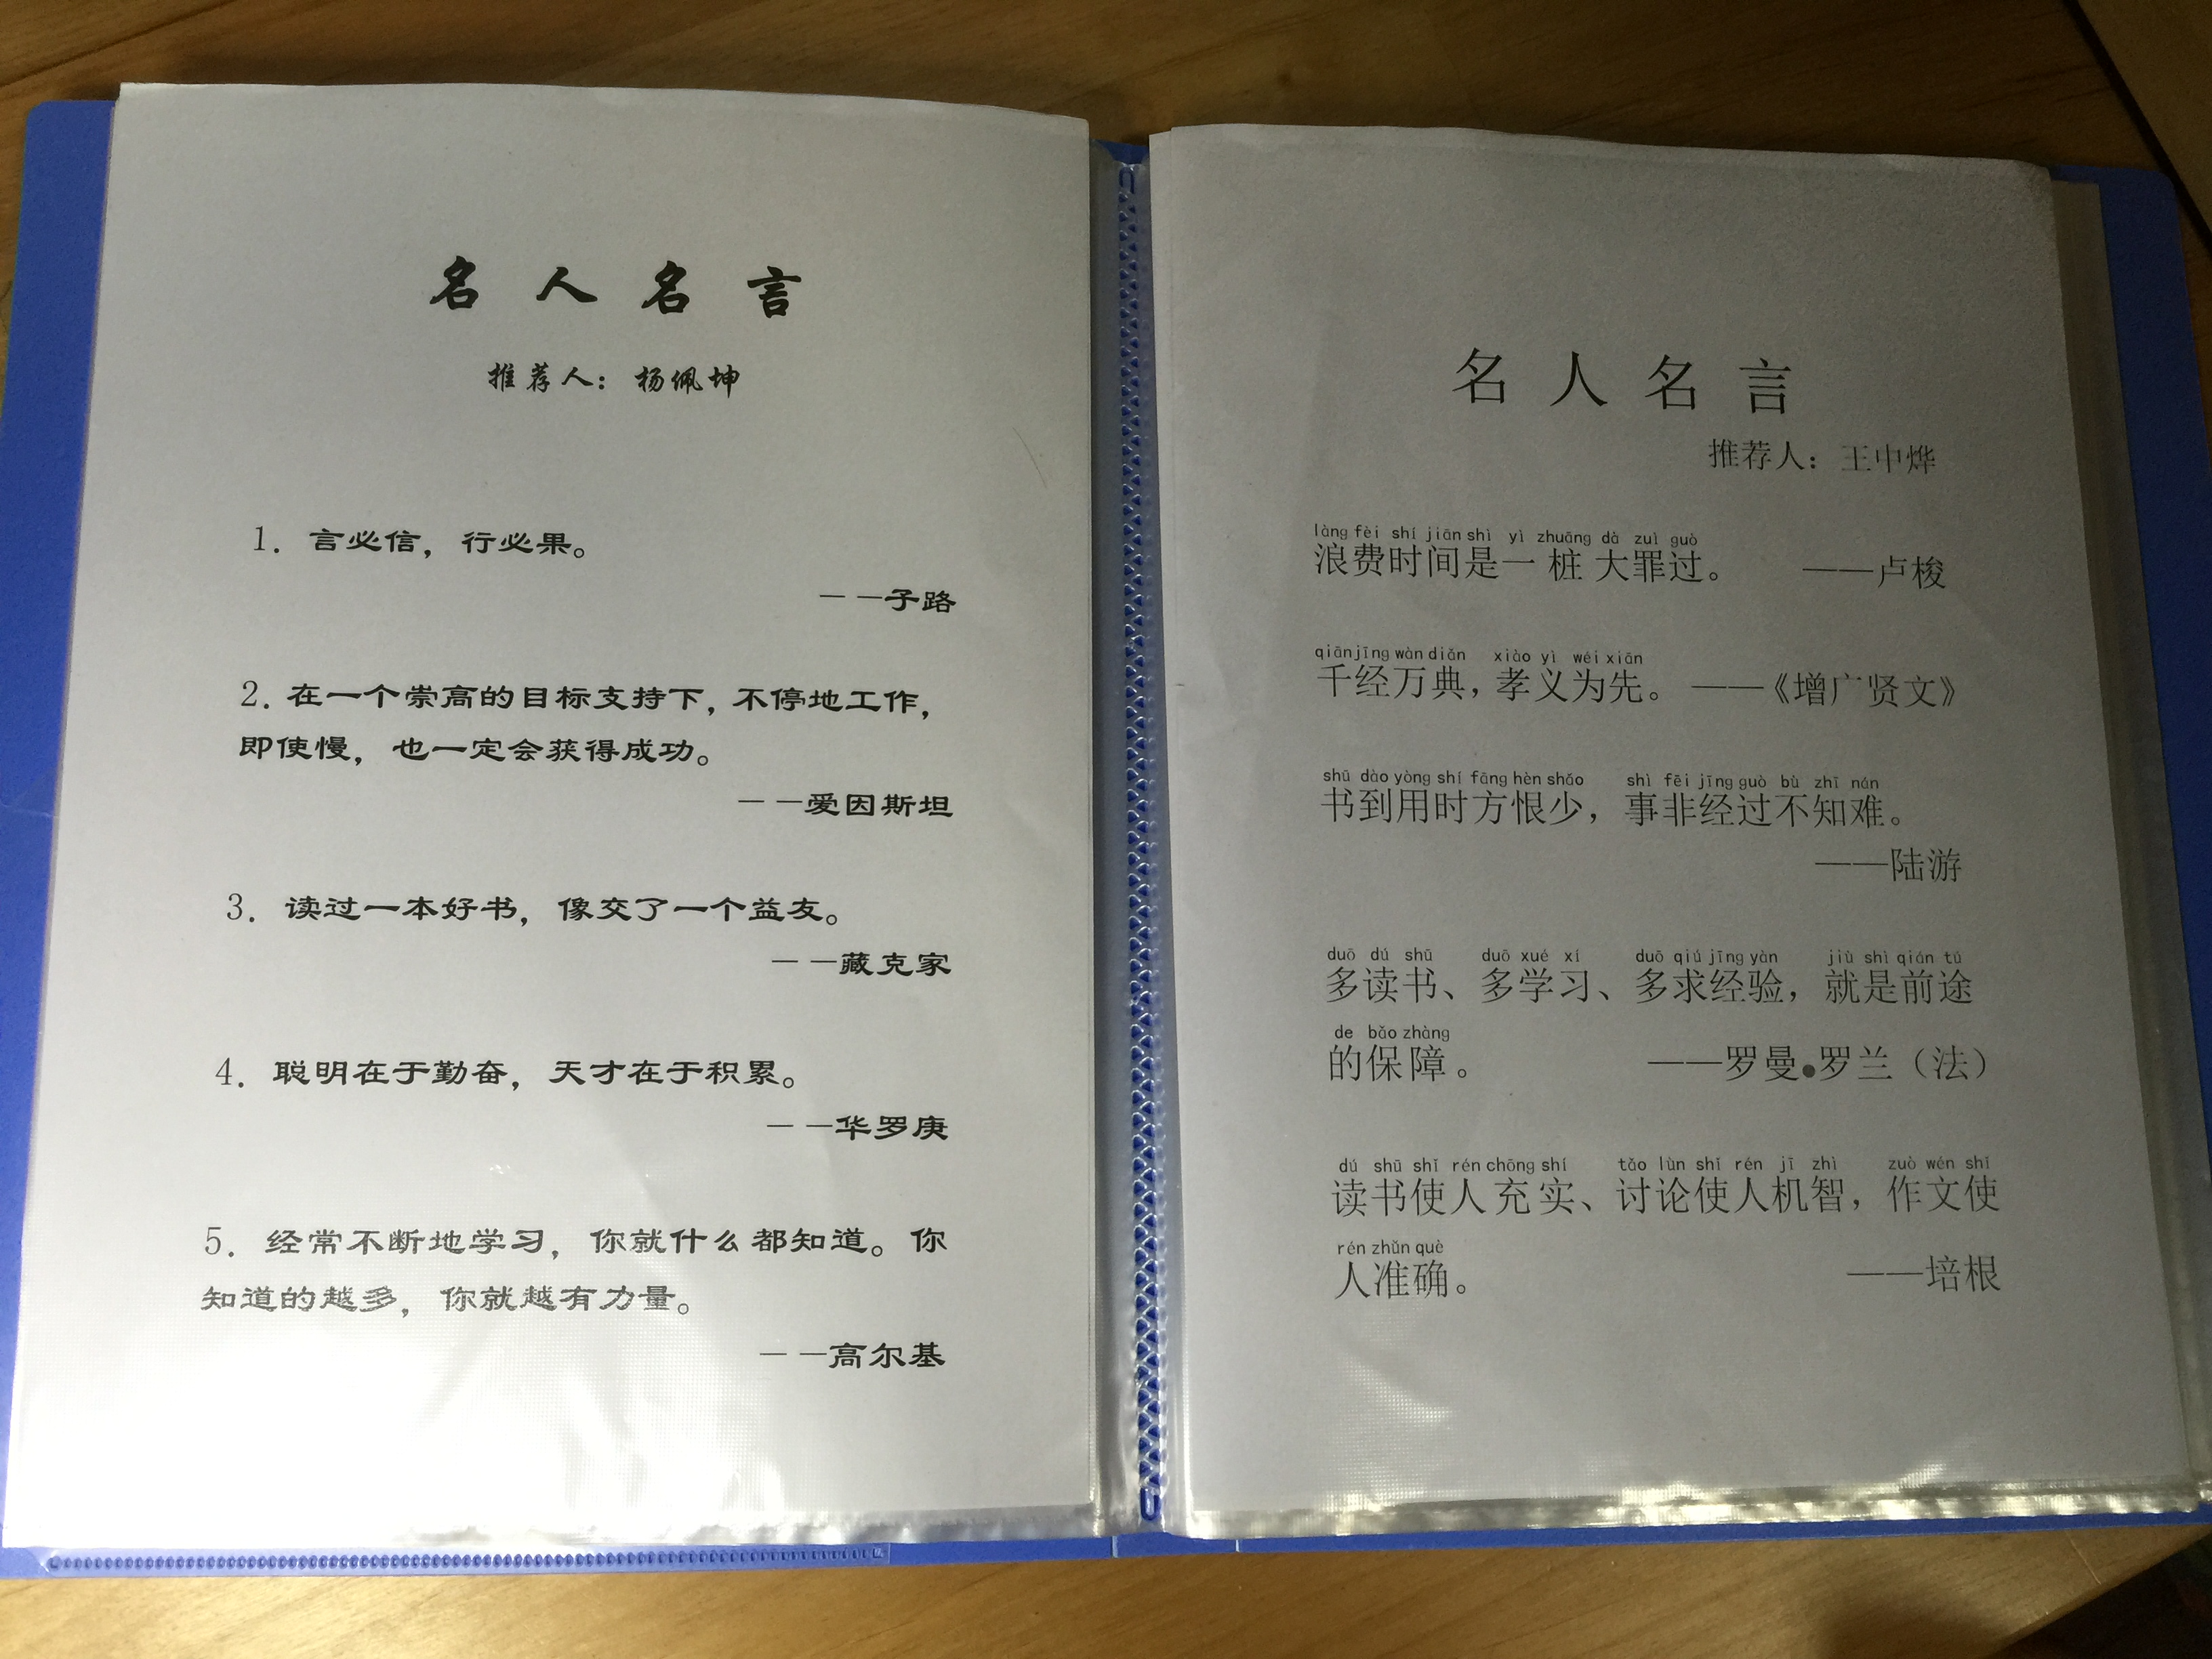 名人名言
推荐人：杨佩坤
1. 言必信，行必果。
——子路
2. 在一个崇高的目标支持下，不停地工作，
即使慢，也一定会获得成功。
——爱因斯坦
3. 读过一本好书，像交了一个益友。
——藏克家
4. 聪明在于勤奋，天才在于积累。
——华罗庚
5. 经常不断地学习，你就什么都知道。你
知道的越多，你就越有力量。
——高尔基
名人名言
推荐人：王中烨
làng fèi shí jiān shì yì zhuāng dà zuì guò
浪费时间是一桩大罪过。 ——卢梭
qiān jīng wàn diǎn xiào yì wéi xiān
千经万典，孝义为先。 ——《增广贤文》
shū dào yòng shí fāng hèn shǎo shì fēi jīng guò bù zhī nán
书到用时方恨少，事非经过不知难。
——陆游
duō dú shū duō xué xí duō qiú jīng yàn jiù shì qián tú
多读书、多学习、多求经验，就是前途
de bǎo zhàng
的保障。 ——罗曼●罗兰（法）
dú shū shǐ rén chōng shí tǎo lùn shǐ rén jī zhì zuò wén shǐ
读书使人充实、讨论使人机智，作文使
rén zhǔn què
人准确。 ——培根